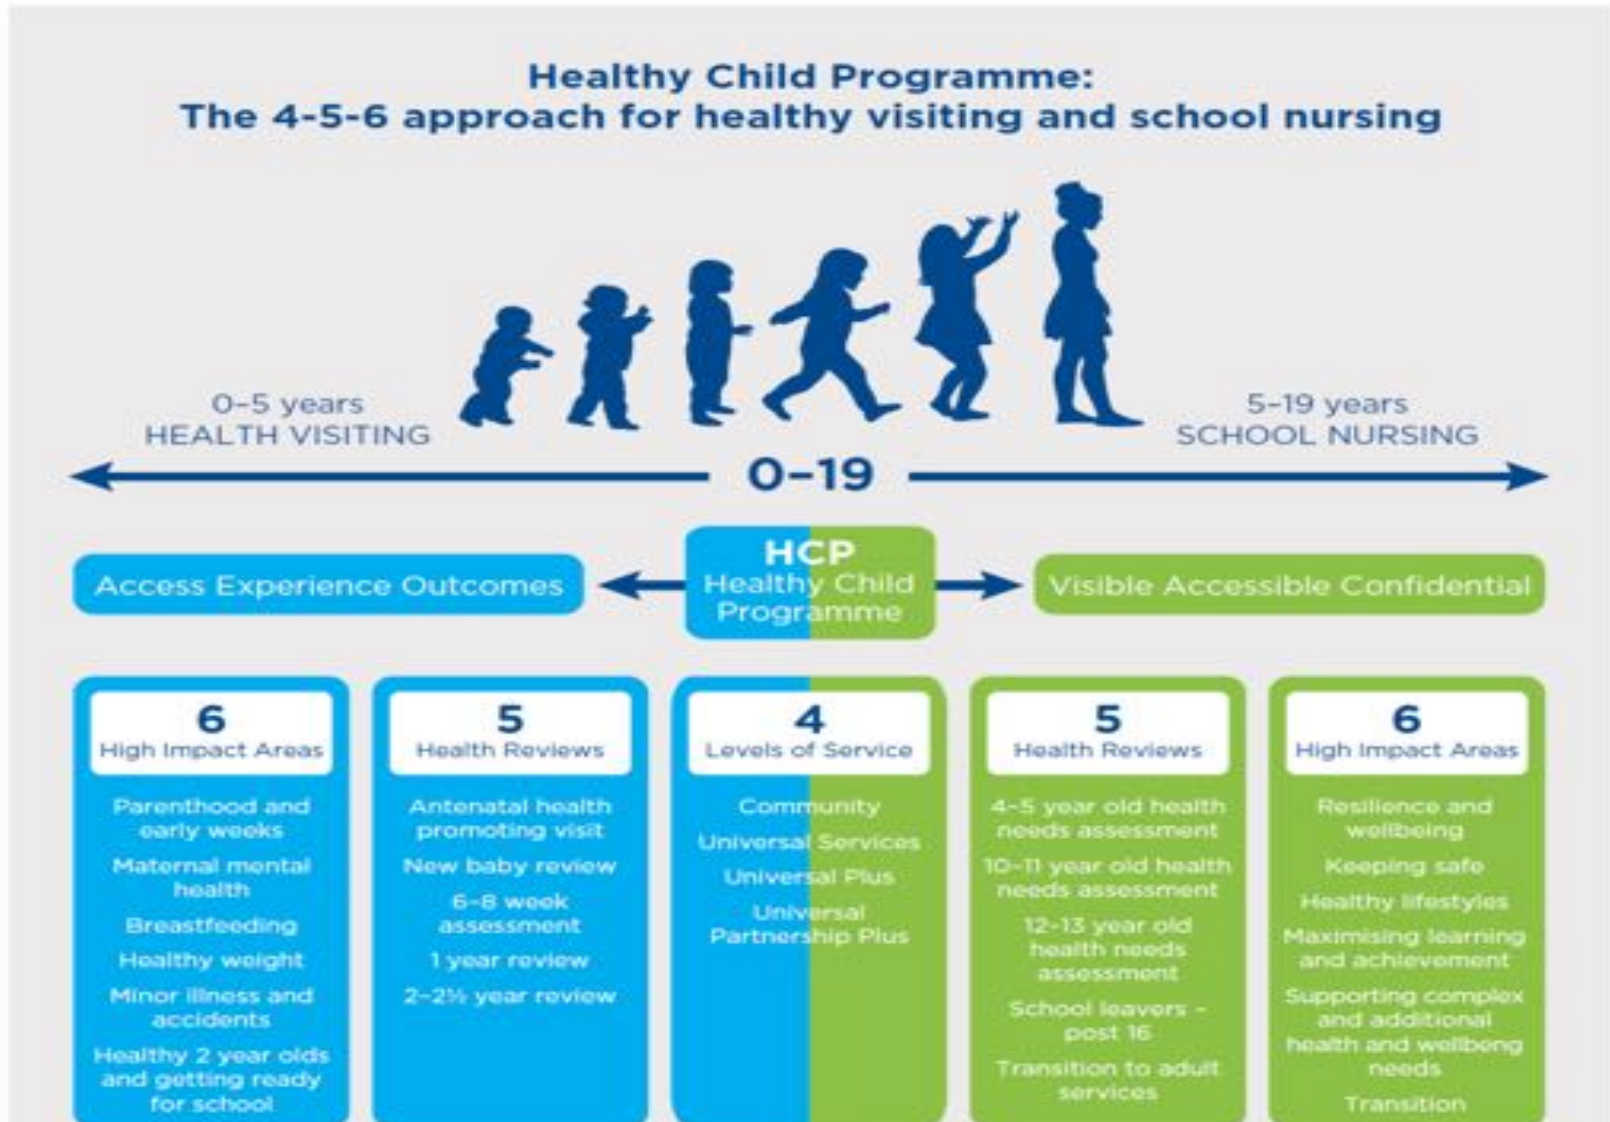 Healthy Child Programme:
The 4-5-6 approach for healthy visiting and school nursing
0–5 years
HEALTH VISITING
5–19 years
SCHOOL NURSING
0–19
Access Experience Outcomes
HCP
Healthy Child
Programme
Visible Accessible Confidential
6
High Impact Areas
Parenthood and
early weeks
Maternal mental
health
Breastfeeding
Healthy weight
Minor illness and
accidents
Healthy 2 year olds
and getting ready
for school
5
Health Reviews
Antenatal health
promoting visit
New baby review
6–8 week
assessment
1 year review
2–2½ year review
4
Levels of Service
Community
Universal Services
Universal Plus
Universal
Partnership Plus
5
Health Reviews
4–5 year old health
needs assessment
10–11 year old health
needs assessment
12–13 year old
health needs
assessment
School leavers –
post 16
Transition to adult
services
6
High Impact Areas
Resilience and
wellbeing
Keeping safe
Healthy lifestyles
Maximising learning
and achievement
Supporting complex
and additional
health and wellbeng
needs
Transition